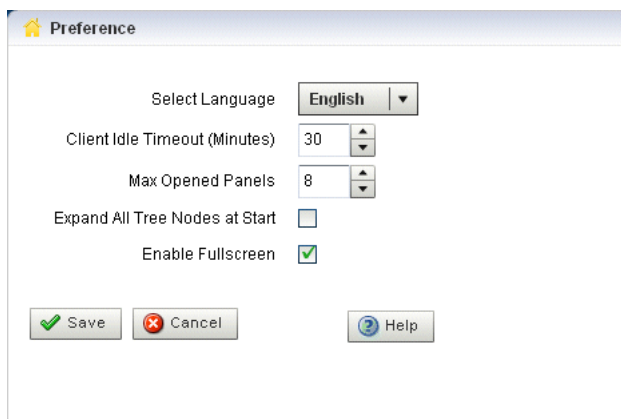 Preference
Select Language English
Client Idle Timeout (Minutes) 30
Max Opened Panels 8
Expand All Tree Nodes at Start
Enable Fullscreen
Save Cancel Help